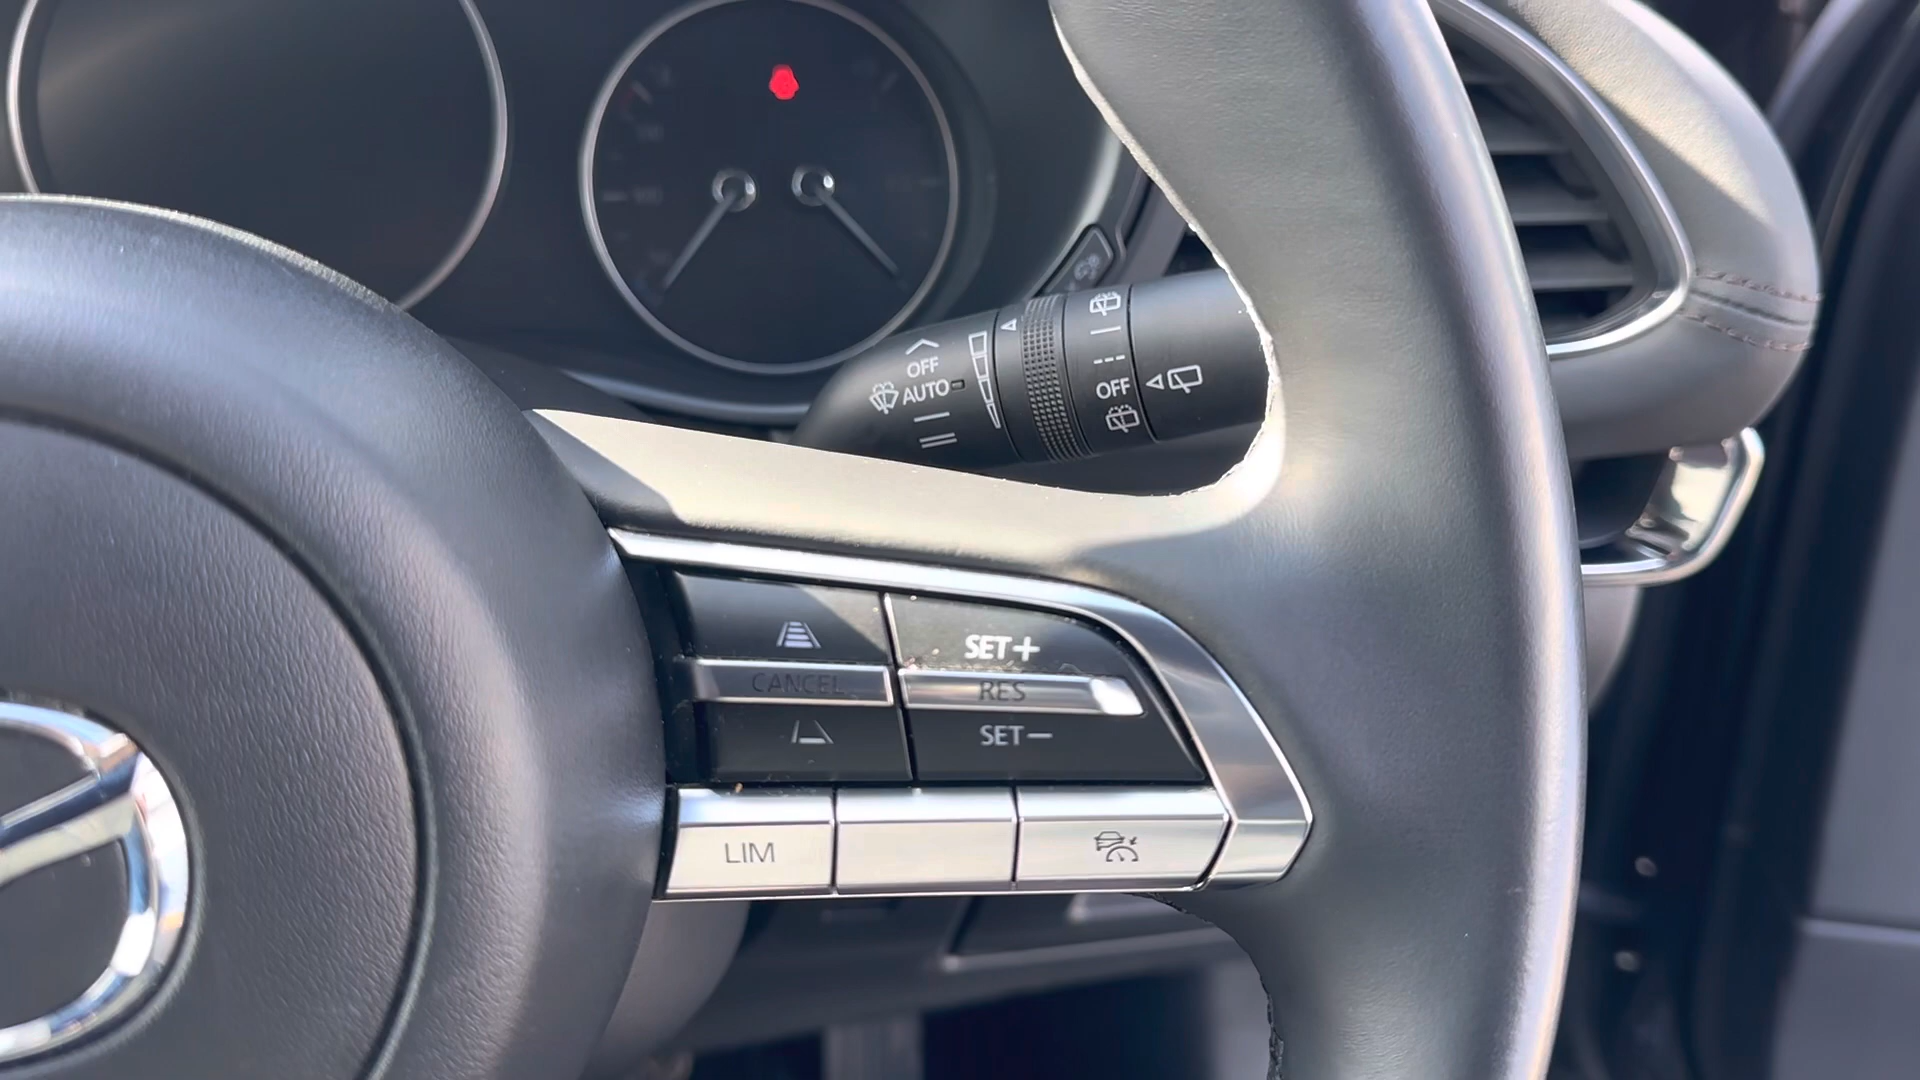 OFF
AUTO
OFF
SET+
CANCEL
RES
SET-
LIM